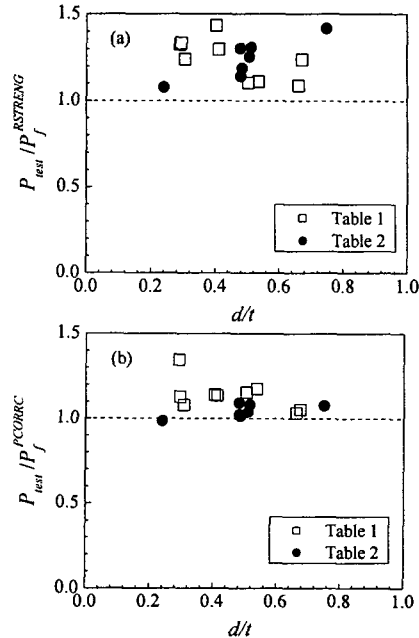 1.5
(a)
1.0
P_test / P_f^RSTRENG
0.5
Table 1
Table 2
0.0
0.0 0.2 0.4 0.6 0.8 1.0
d/t
1.5
(b)
1.0
P_test / P_f^PCORRC
0.5
Table 1
Table 2
0.0
0.0 0.2 0.4 0.6 0.8 1.0
d/t